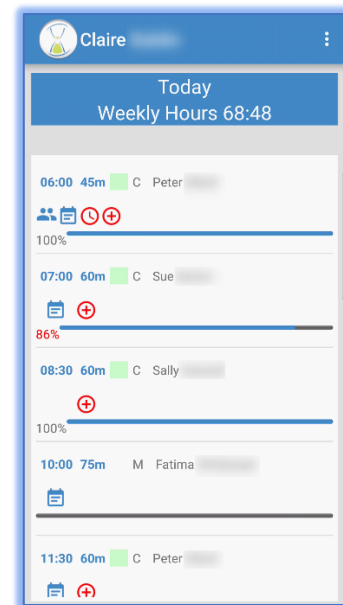 Claire
Today
Weekly Hours 68:48
06:00 45m C Peter
100%
07:00 60m C Sue
86%
08:30 60m C Sally
100%
10:00 75m M Fatima
11:30 60m C Peter